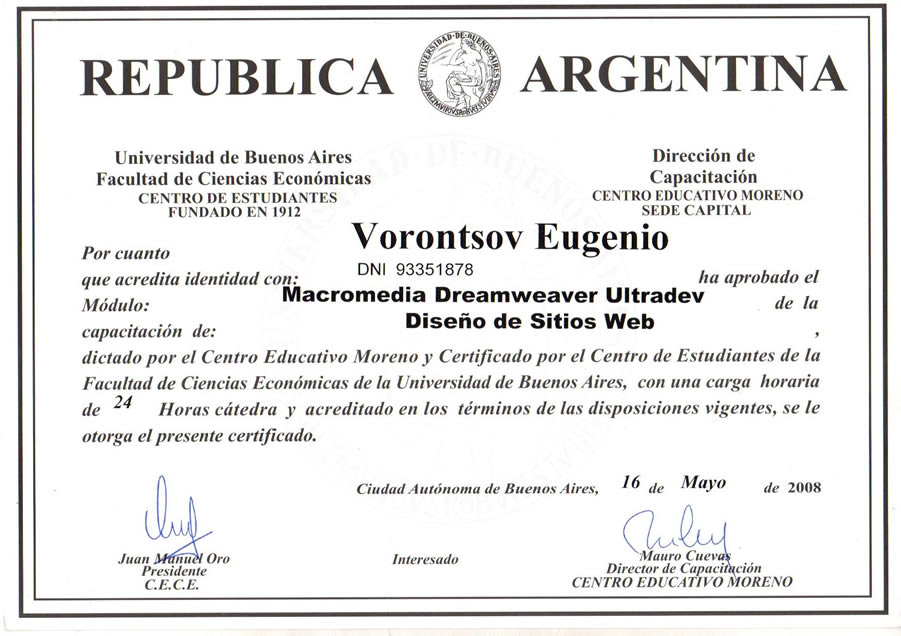 REPUBLICA ARGENTINA
UNIVERSIDAD·DE·BUENOS·AIRES
Universidad de Buenos Aires
Facultad de Ciencias Económicas
CENTRO DE ESTUDIANTES
FUNDADO EN 1912
Dirección de
Capacitación
CENTRO EDUCATIVO MORENO
SEDE CAPITAL
Por cuanto Vorontsov Eugenio
que acredita identidad con: DNI 93351878 ha aprobado el
Módulo: Macromedia Dreamweaver Ultradev de la
capacitación de: Diseño de Sitios Web ,
dictado por el Centro Educativo Moreno y Certificado por el Centro de Estudiantes de la
Facultad de Ciencias Económicas de la Universidad de Buenos Aires, con una carga horaria
de 24 Horas cátedra y acreditado en los términos de las disposiciones vigentes, se le
otorga el presente certificado.
Ciudad Autónoma de Buenos Aires, 16 de Mayo de 2008
Juan Manuel Oro
Presidente
C.E.C.E.
Interesado
Mauro Cuevas
Director de Capacitación
CENTRO EDUCATIVO MORENO